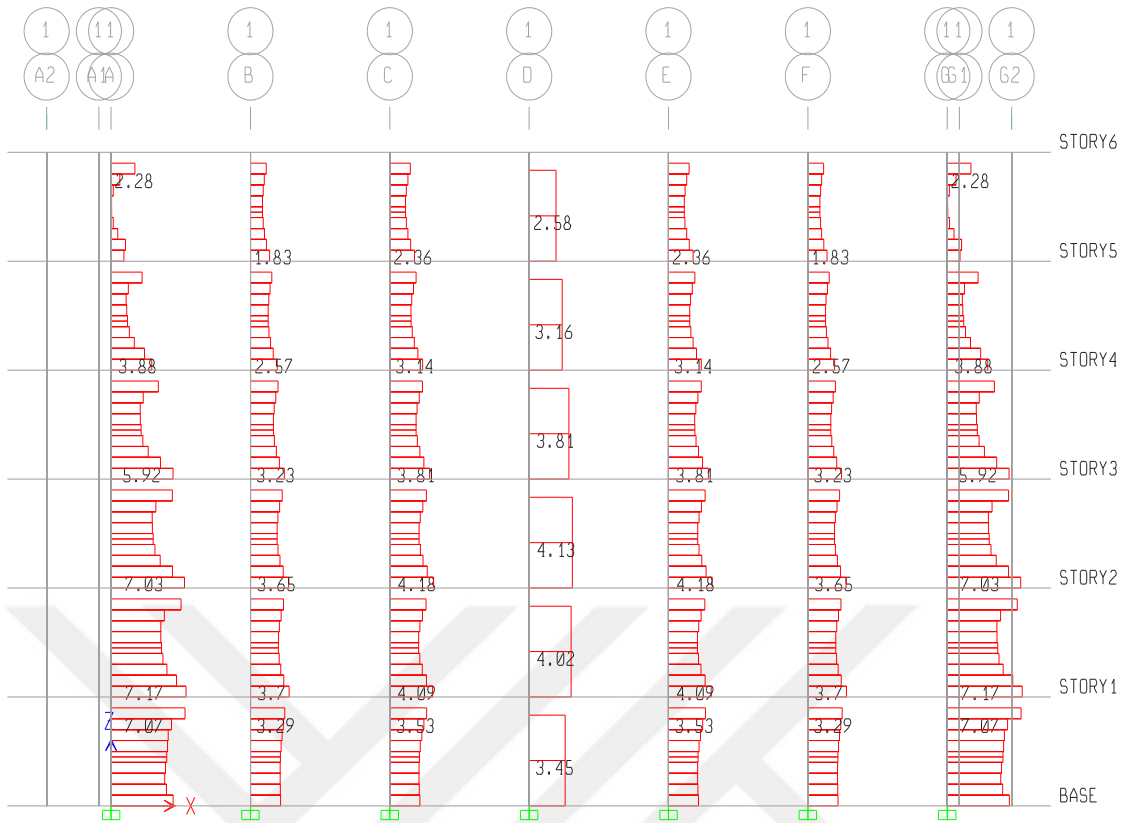 1 1 1 1 1 1 1 1 1 1 1
A2 A1 A B C D E F G G1 G2
STORY6
2.28 2.28
2.58
STORY5
1.83 2.36 2.36 1.83
3.16
STORY4
3.88 2.57 3.14 3.14 2.57 3.88
3.81
STORY3
5.92 3.23 3.81 3.81 3.23 5.92
4.13
STORY2
7.03 3.65 4.18 4.18 3.65 7.03
4.02
STORY1
7.17 3.7 4.09 4.09 3.7 7.17
Z 7.07 3.29 3.53 3.53 3.29 7.07
3.45
BASE
X